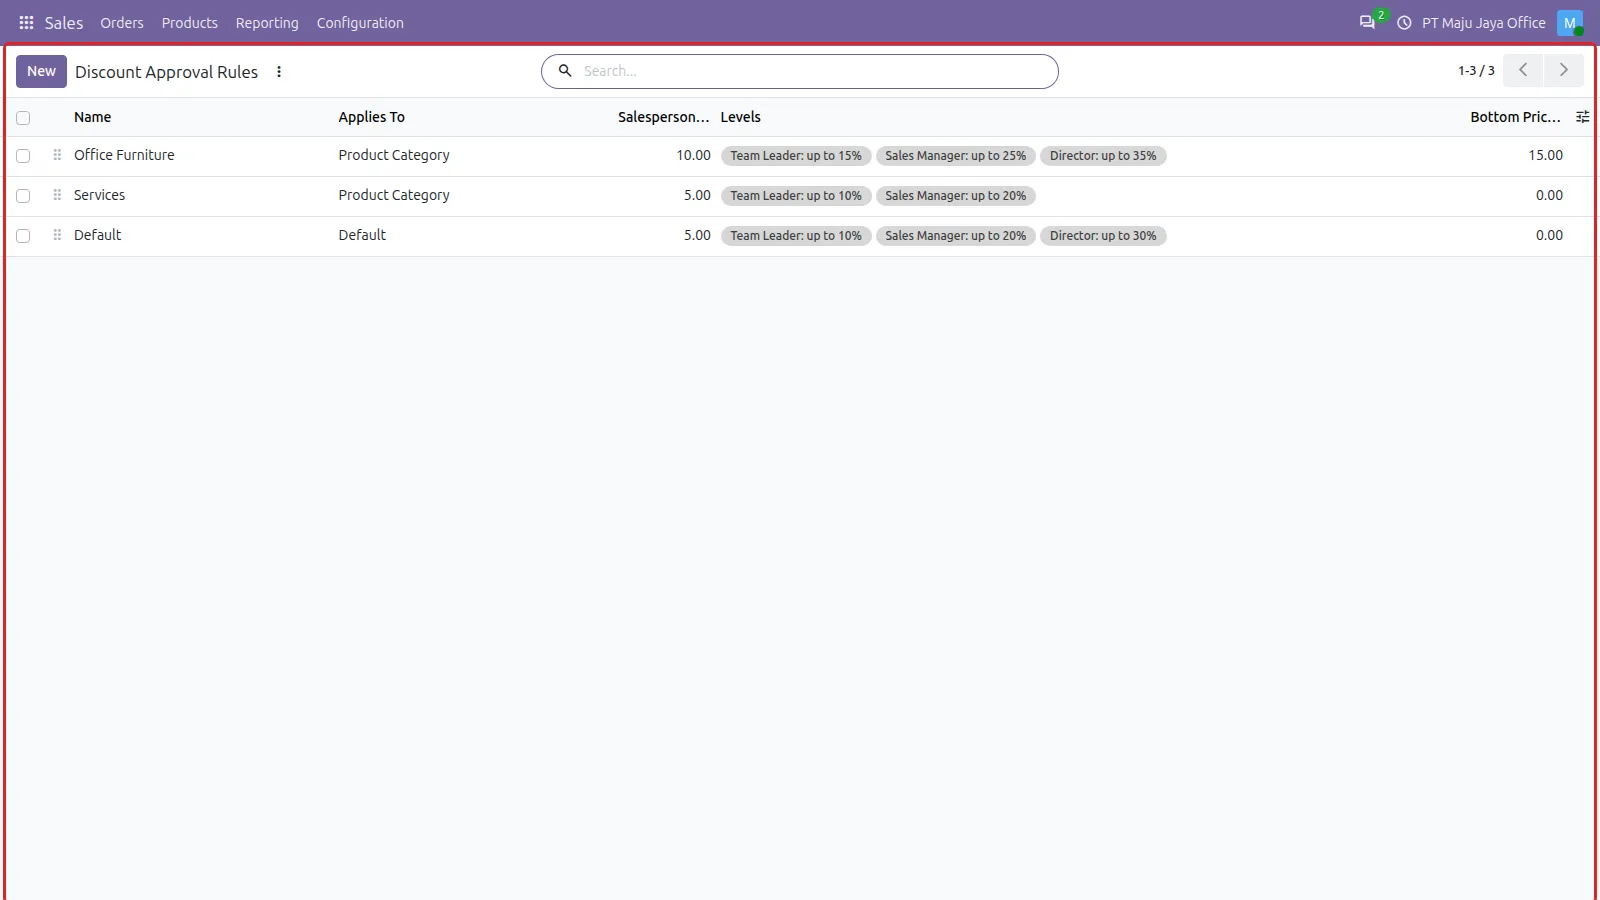 Sales Orders Products Reporting Configuration 2 PT Maju Jaya Office M
New Discount Approval Rules Search... 1-3 / 3
Name Applies To Salesperson... Levels Bottom Pric...
Office Furniture Product Category 10.00 Team Leader: up to 15% Sales Manager: up to 25% Director: up to 35% 15.00
Services Product Category 5.00 Team Leader: up to 10% Sales Manager: up to 20% 0.00
Default Default 5.00 Team Leader: up to 10% Sales Manager: up to 20% Director: up to 30% 0.00